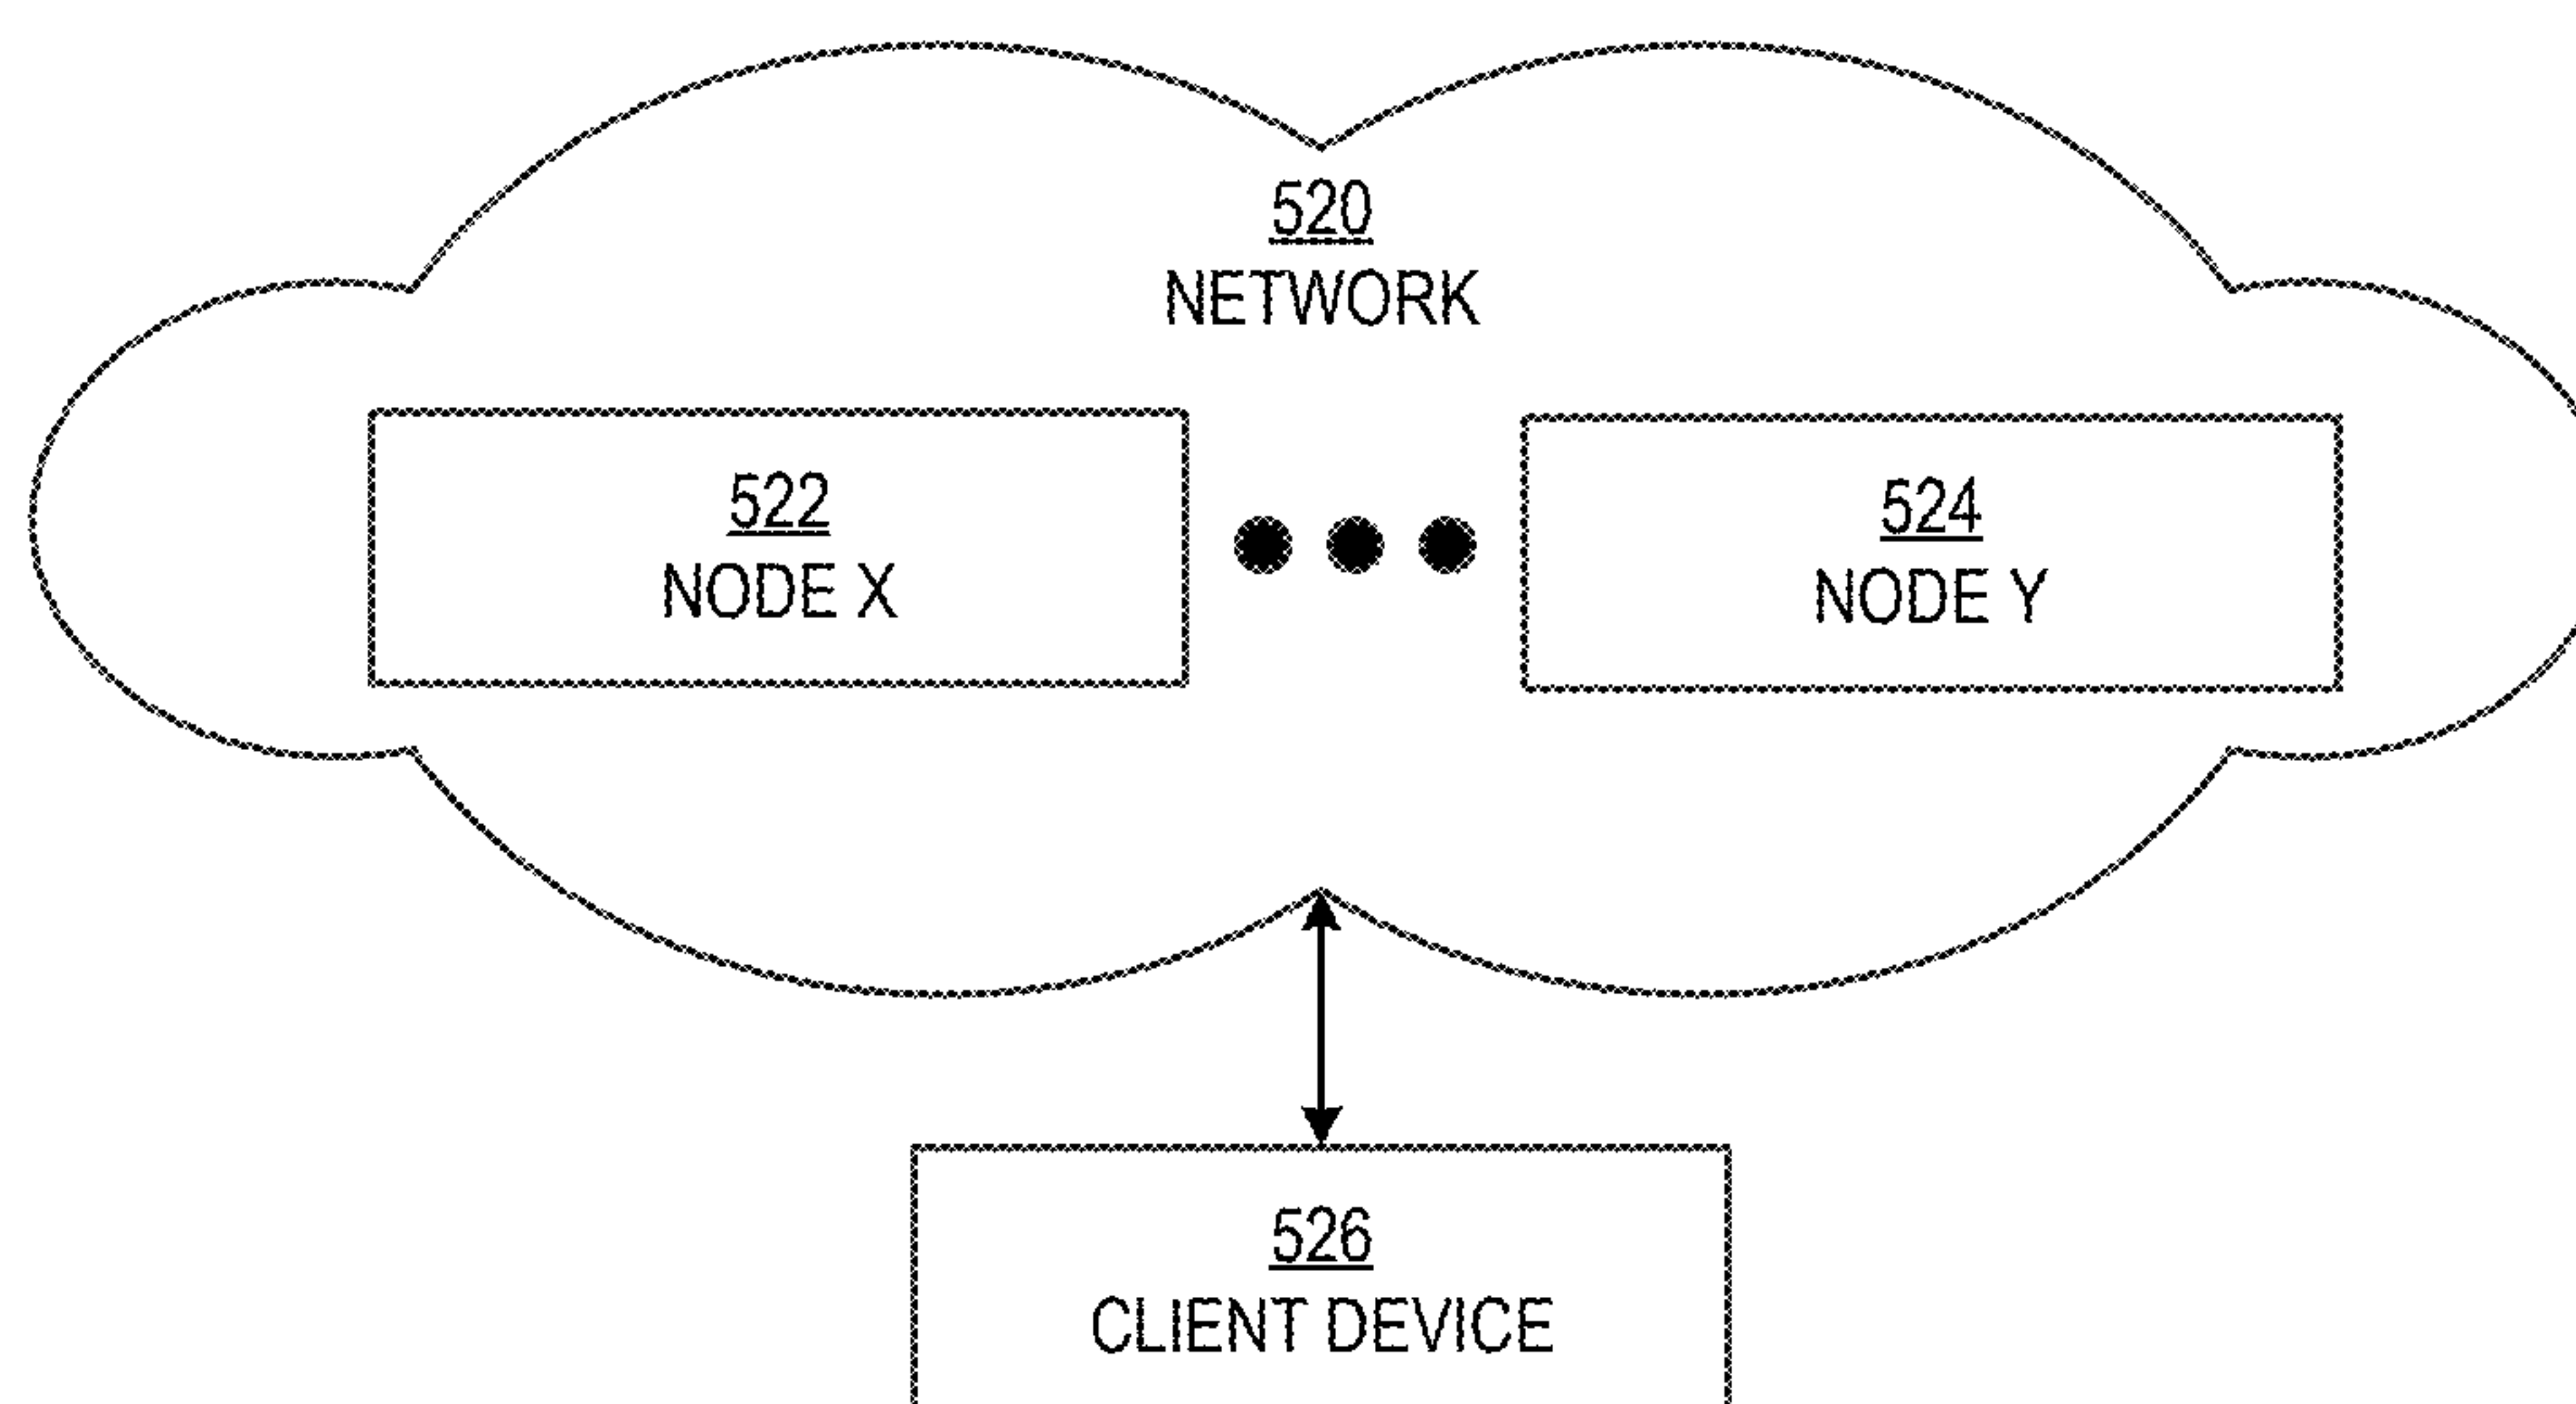 520
NETWORK
522
NODE X
524
NODE Y
526
CLIENT DEVICE